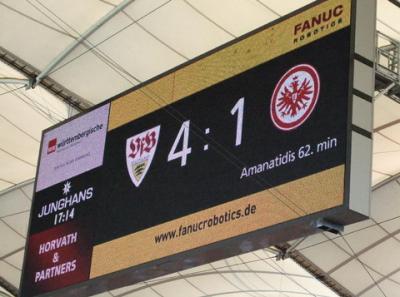 FANUC
ROBOTICS
württembergische
VfB
4 : 1
Amanatidis 62. min
JUNGHANS
17:14
HORVATH
& PARTNERS
www.fanucrobotics.de